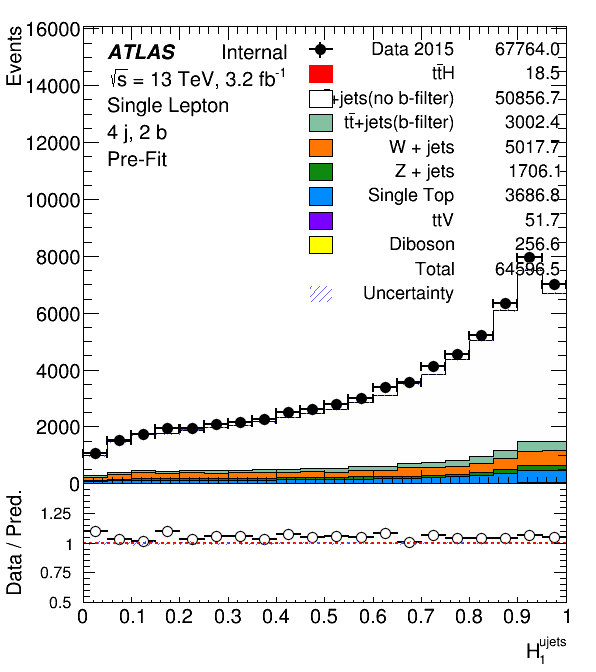 Events
16000
14000
12000
10000
8000
6000
4000
2000
0
ATLAS Internal
√s = 13 TeV, 3.2 fb-1
Single Lepton
4 j, 2 b
Pre-Fit
Data 2015 67764.0
tt̄H 18.5
+jets(no b-filter) 50856.7
tt̄+jets(b-filter) 3002.4
W + jets 5017.7
Z + jets 1706.1
Single Top 3686.8
ttV 51.7
Diboson 256.6
Total 64596.5
Uncertainty
Data / Pred.
1.25
1
0.75
0.5
0 0.1 0.2 0.3 0.4 0.5 0.6 0.7 0.8 0.9 1
H1ujets